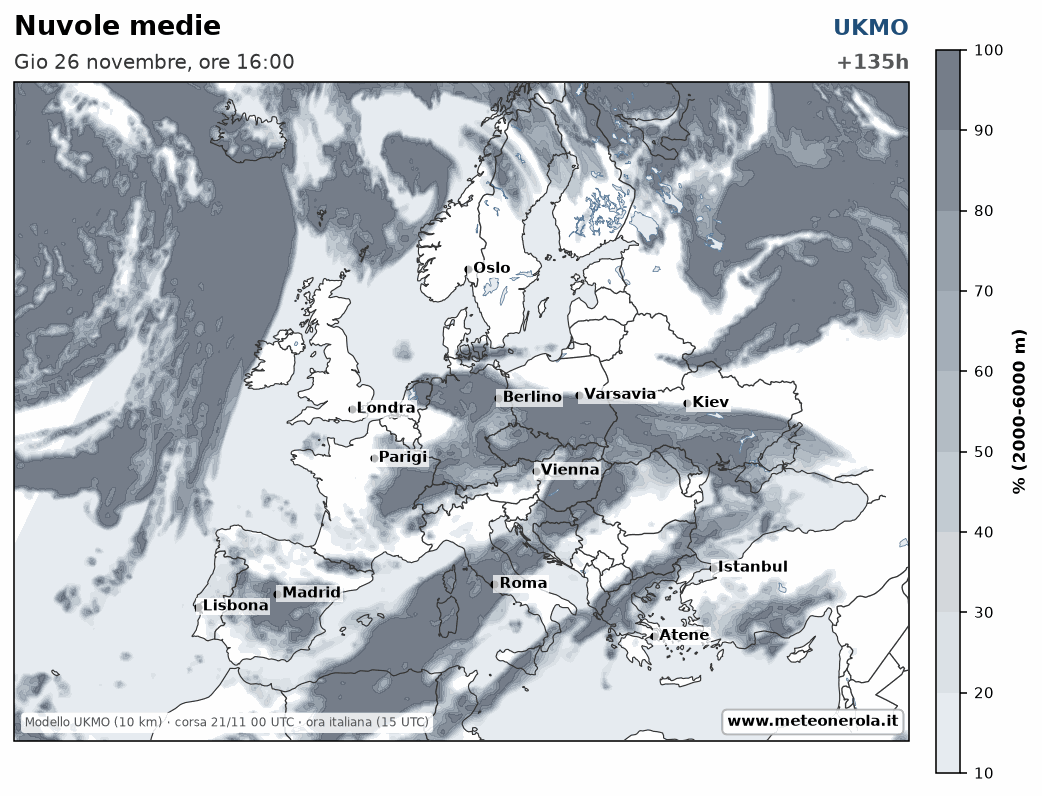 Nuvole medie
UKMO
Gio 26 novembre, ore 16:00
+135h
100
90
80
70
60
50
40
30
20
10
% (2000-6000 m)
Oslo
Londra
Berlino
Varsavia
Kiev
Parigi
Vienna
Istanbul
Roma
Madrid
Lisbona
Atene
Modello UKMO (10 km) · corsa 21/11 00 UTC · ora italiana (15 UTC)
www.meteonerola.it